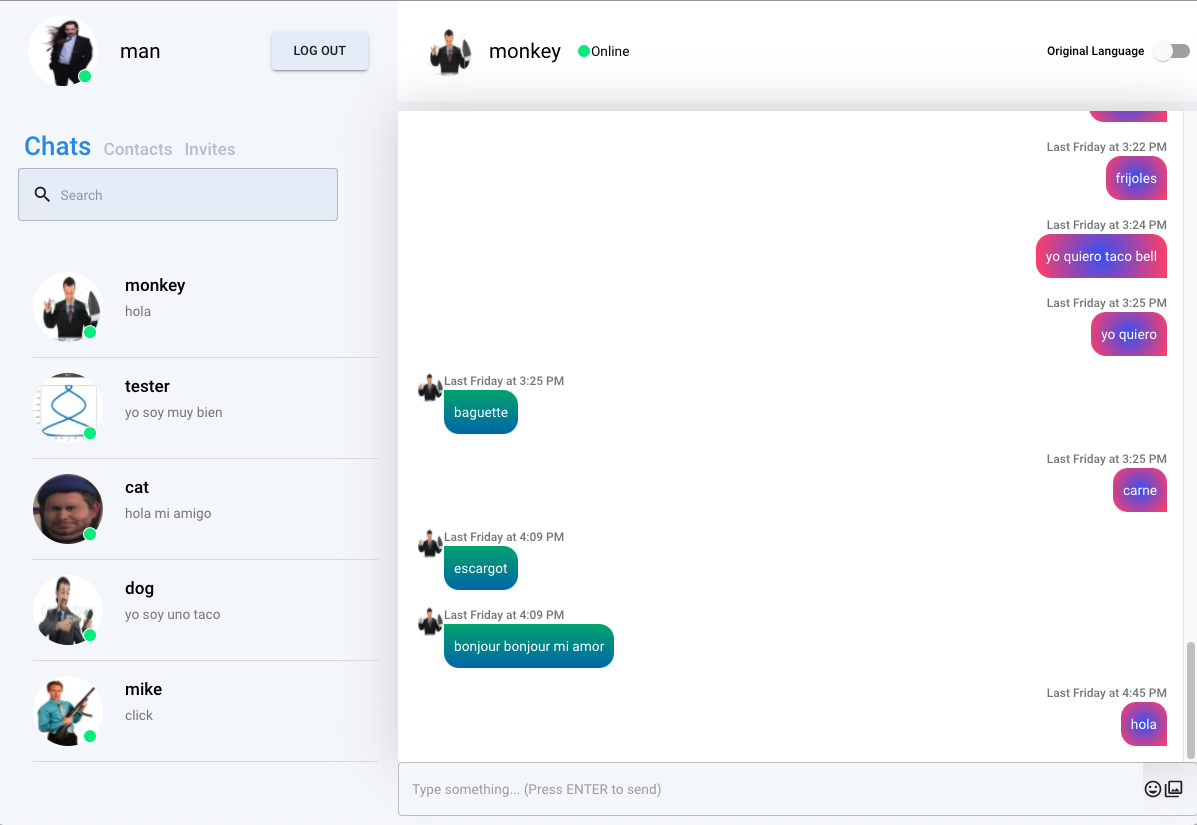 man
LOG OUT
Chats Contacts Invites
Search
monkey
hola
tester
yo soy muy bien
cat
hola mi amigo
dog
yo soy uno taco
mike
click
monkey Online
Original Language
Last Friday at 3:22 PM
frijoles
Last Friday at 3:24 PM
yo quiero taco bell
Last Friday at 3:25 PM
yo quiero
Last Friday at 3:25 PM
baguette
Last Friday at 3:25 PM
carne
Last Friday at 4:09 PM
escargot
Last Friday at 4:09 PM
bonjour bonjour mi amor
Last Friday at 4:45 PM
hola
Type something... (Press ENTER to send)